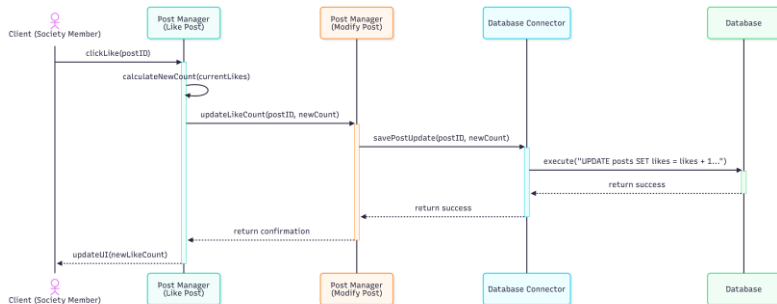 Post Manager
(Like Post)
Post Manager
(Modify Post)
Database Connector
Database
Client (Society Member)
clickLike(postID)
calculateNewCount(currentLikes)
updateLikeCount(postID, newCount)
savePostUpdate(postID, newCount)
execute("UPDATE posts SET likes = likes + 1...")
return success
return success
return confirmation
updateUI(newLikeCount)
Client (Society Member)
Post Manager
(Like Post)
Post Manager
(Modify Post)
Database Connector
Database